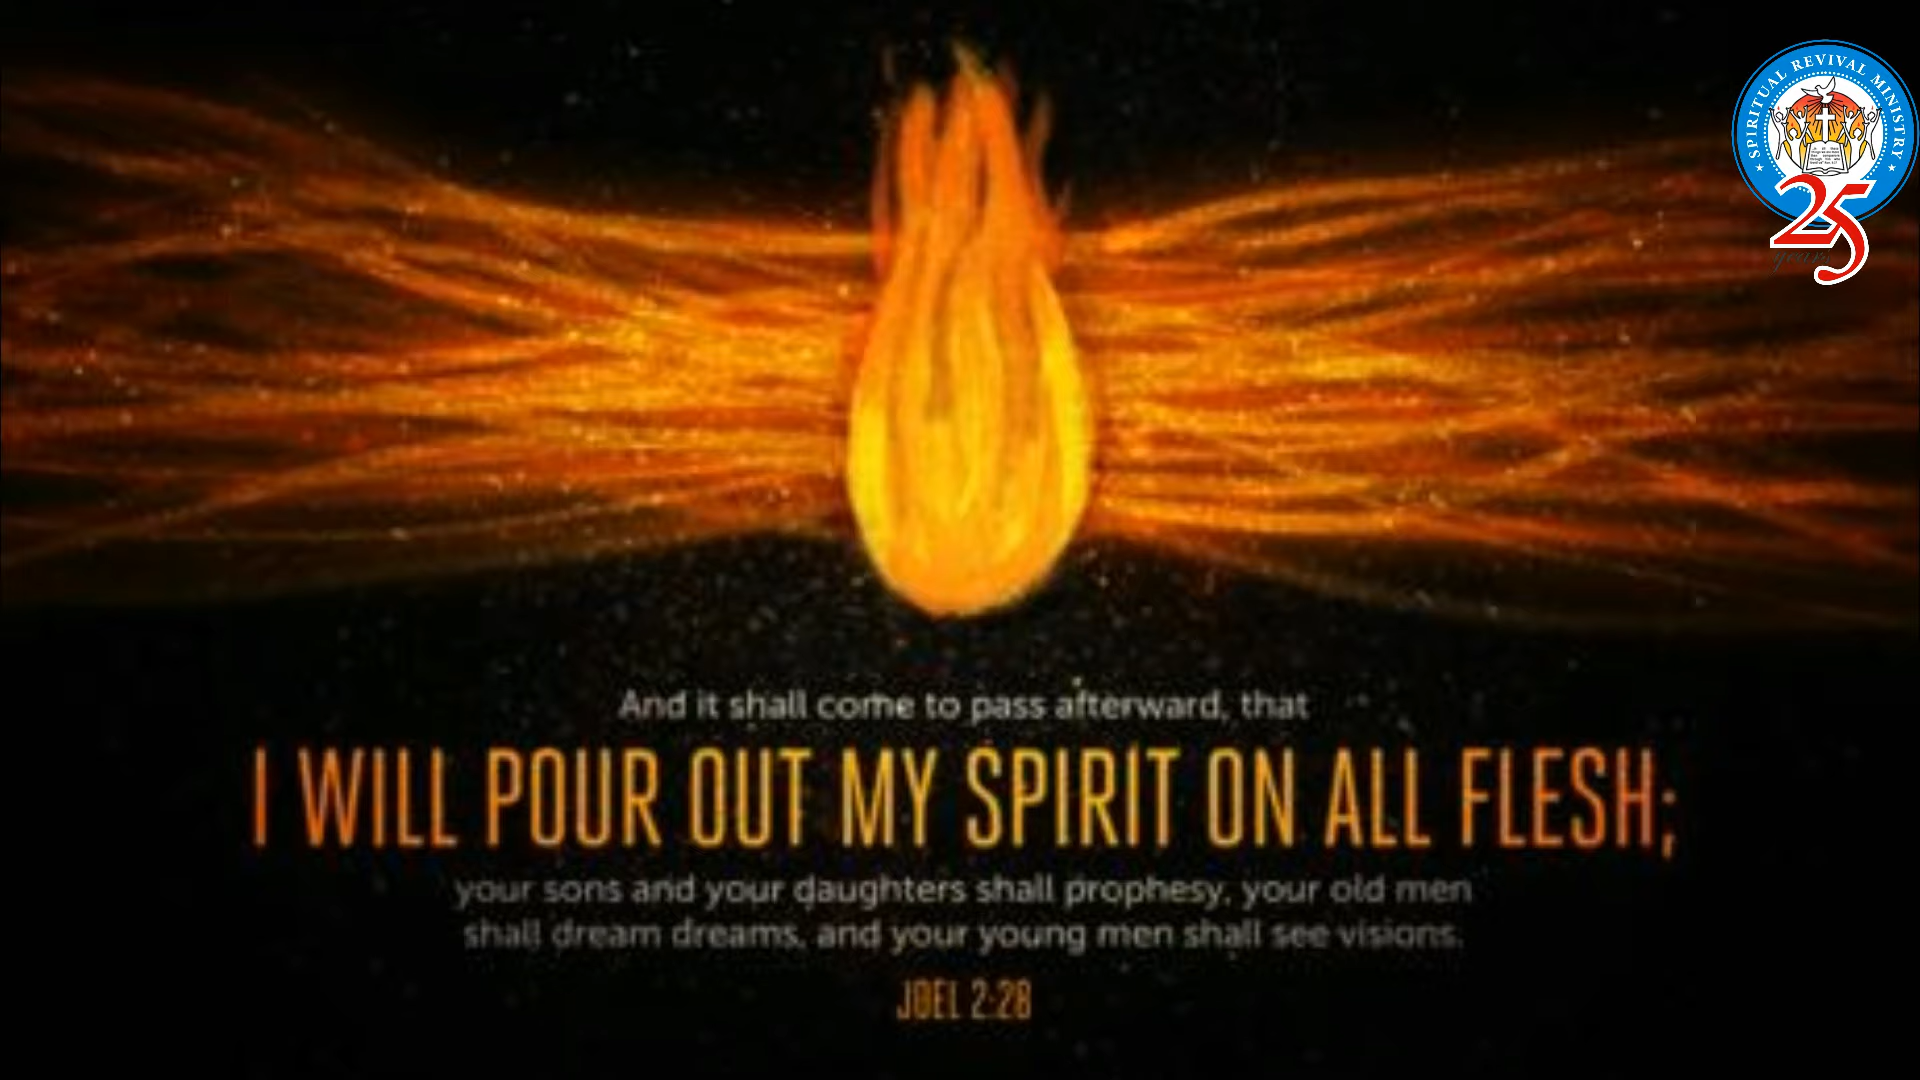 SPIRITUAL REVIVAL MINISTRY
25
years
And it shall come to pass afterward, that
I WILL POUR OUT MY SPIRIT ON ALL FLESH;
your sons and your daughters shall prophesy, your old men
shall dream dreams, and your young men shall see visions.
JOEL 2:28